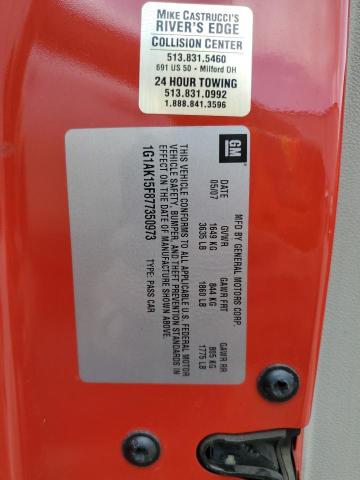 MIKE CASTRUCCI'S
RIVER'S EDGE
COLLISION CENTER
513.831.5460
691 US 50 - Milford OH
24 HOUR TOWING
513.831.0992
1.888.841.3596
GM
MFD BY GENERAL MOTORS CORP.
DATE GVWR GAWR FRT GAWR RR
05/07 1649 KG 844 KG 805 KG
3635 LB 1860 LB 1775 LB
THIS VEHICLE CONFORMS TO ALL APPLICABLE U.S. FEDERAL MOTOR
VEHICLE SAFETY, BUMPER, AND THEFT PREVENTION STANDARDS IN
EFFECT ON THE DATE OF MANUFACTURE SHOWN ABOVE.
1G1AK15F877350973 TYPE: PASS CAR